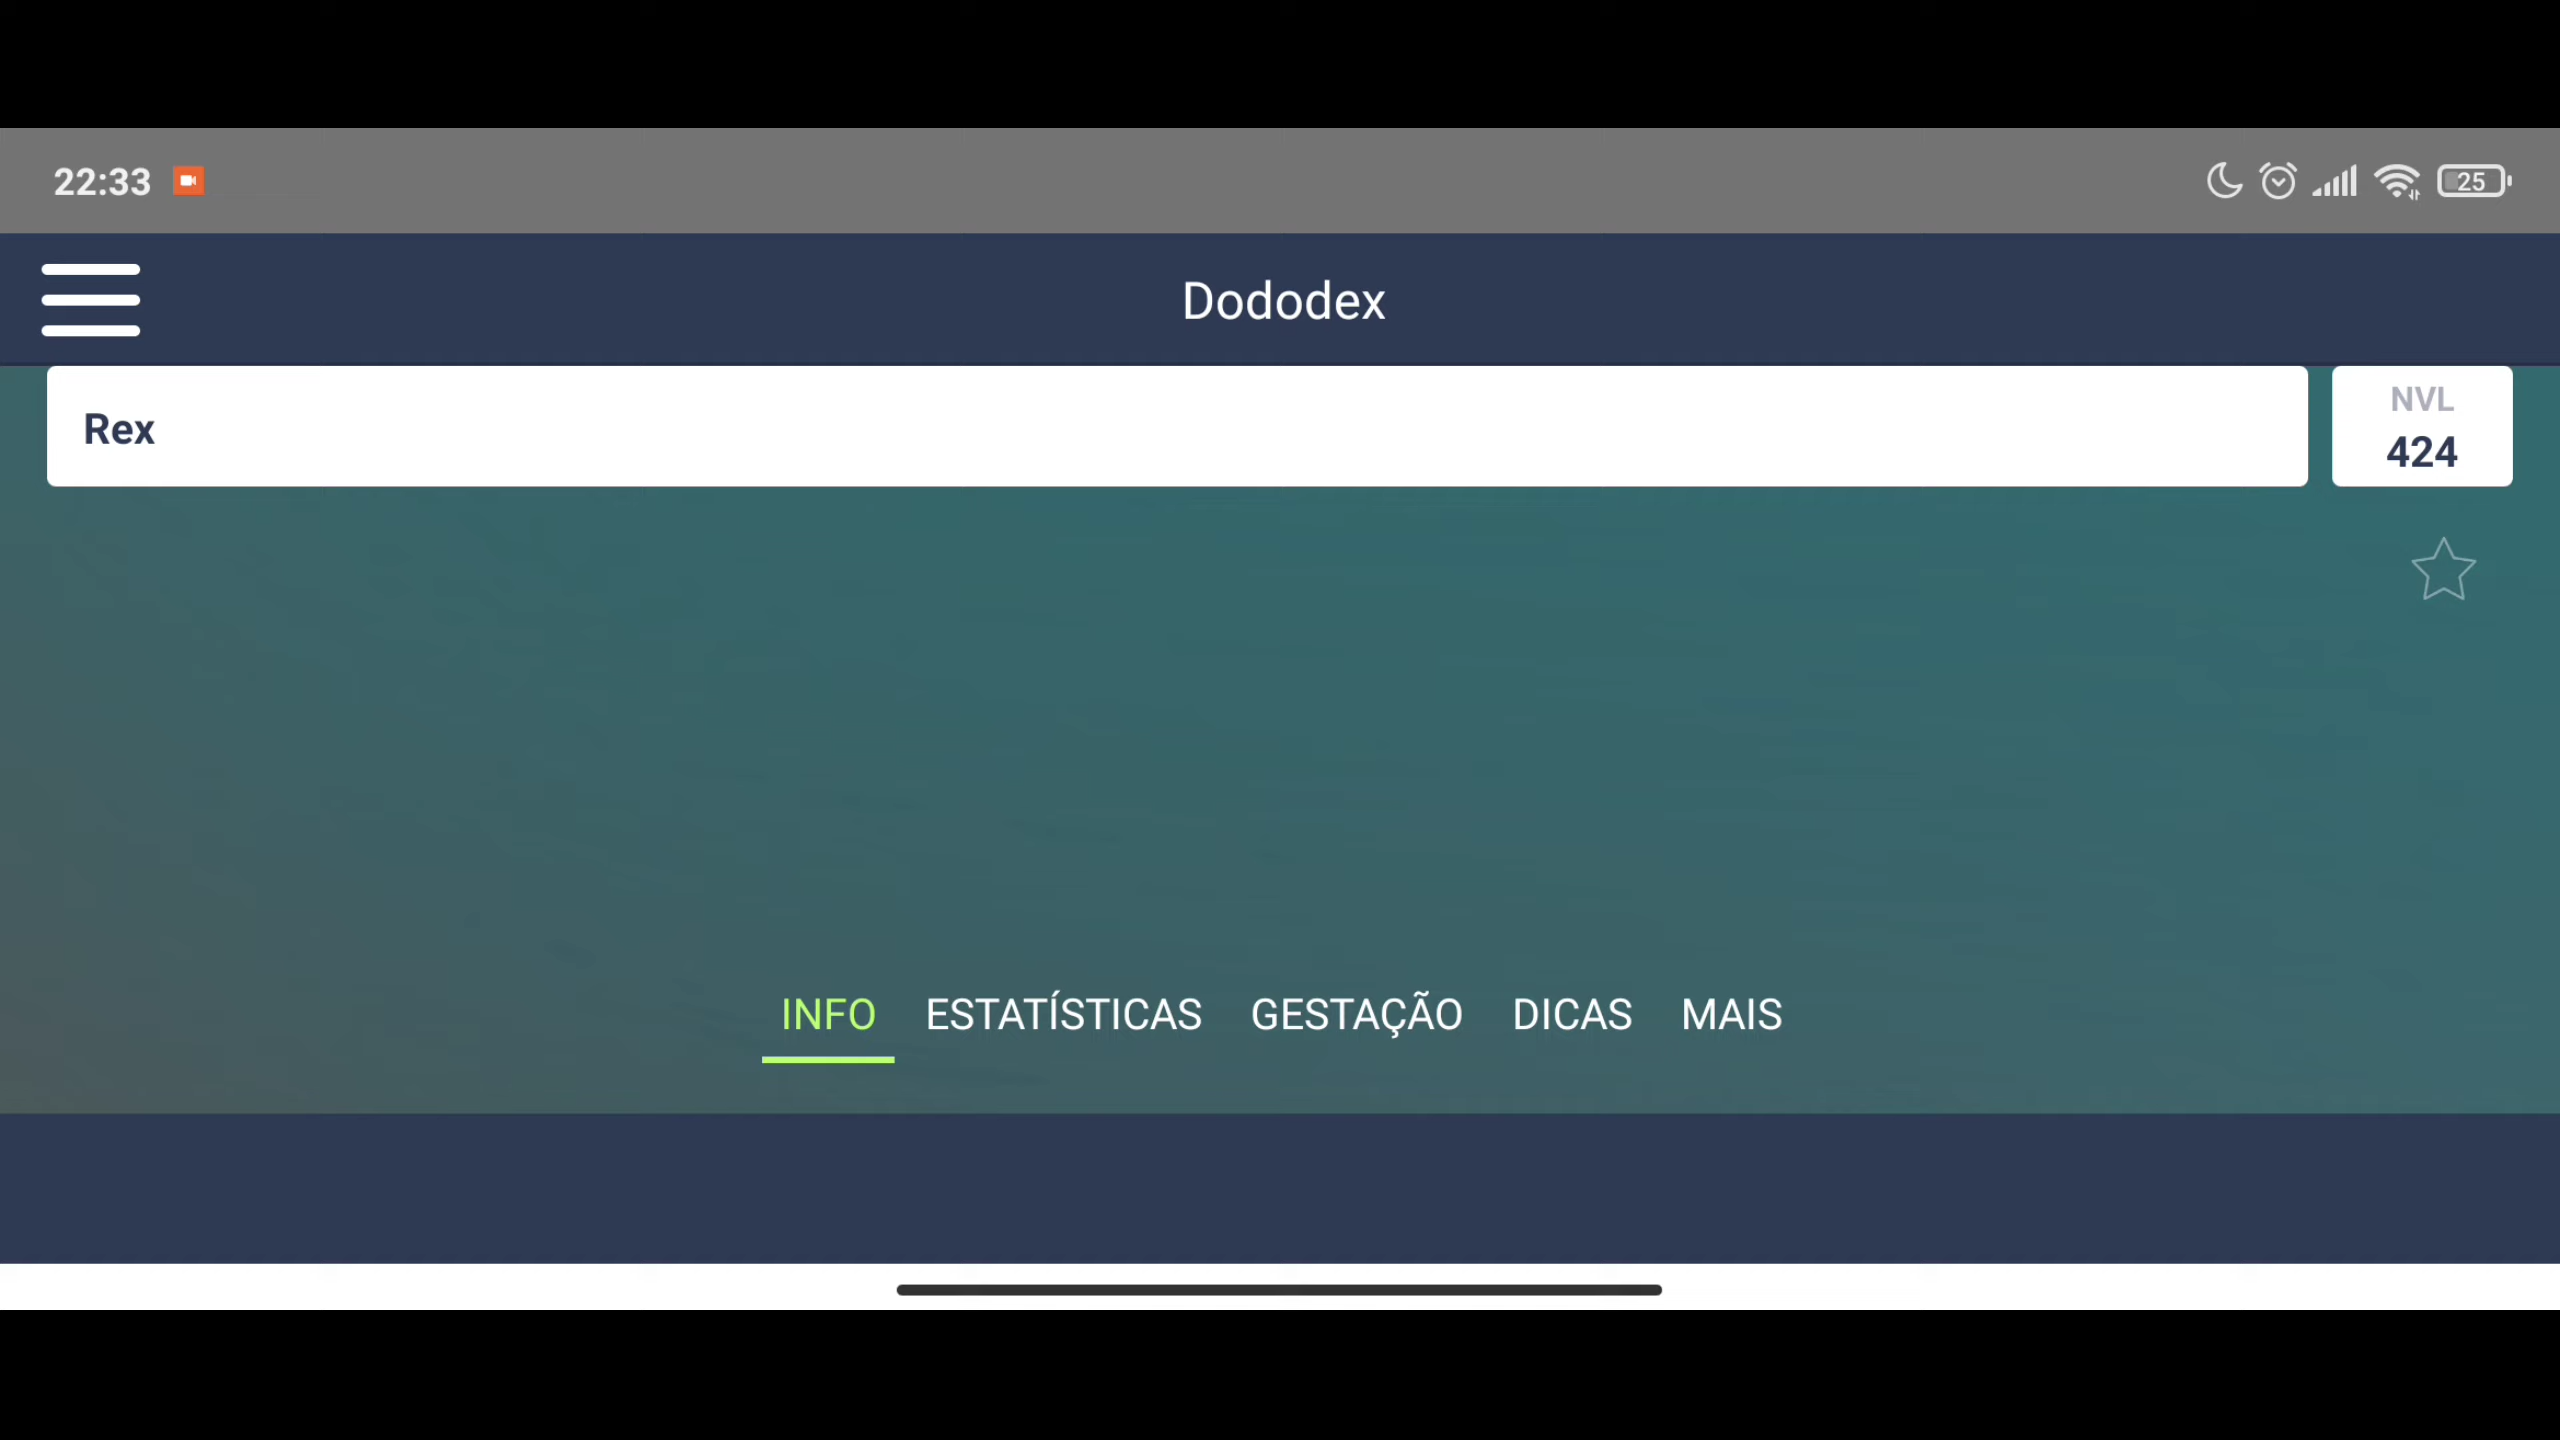 22:33
25
Dododex
Rex
NVL
424
INFO ESTATÍSTICAS GESTAÇÃO DICAS MAIS